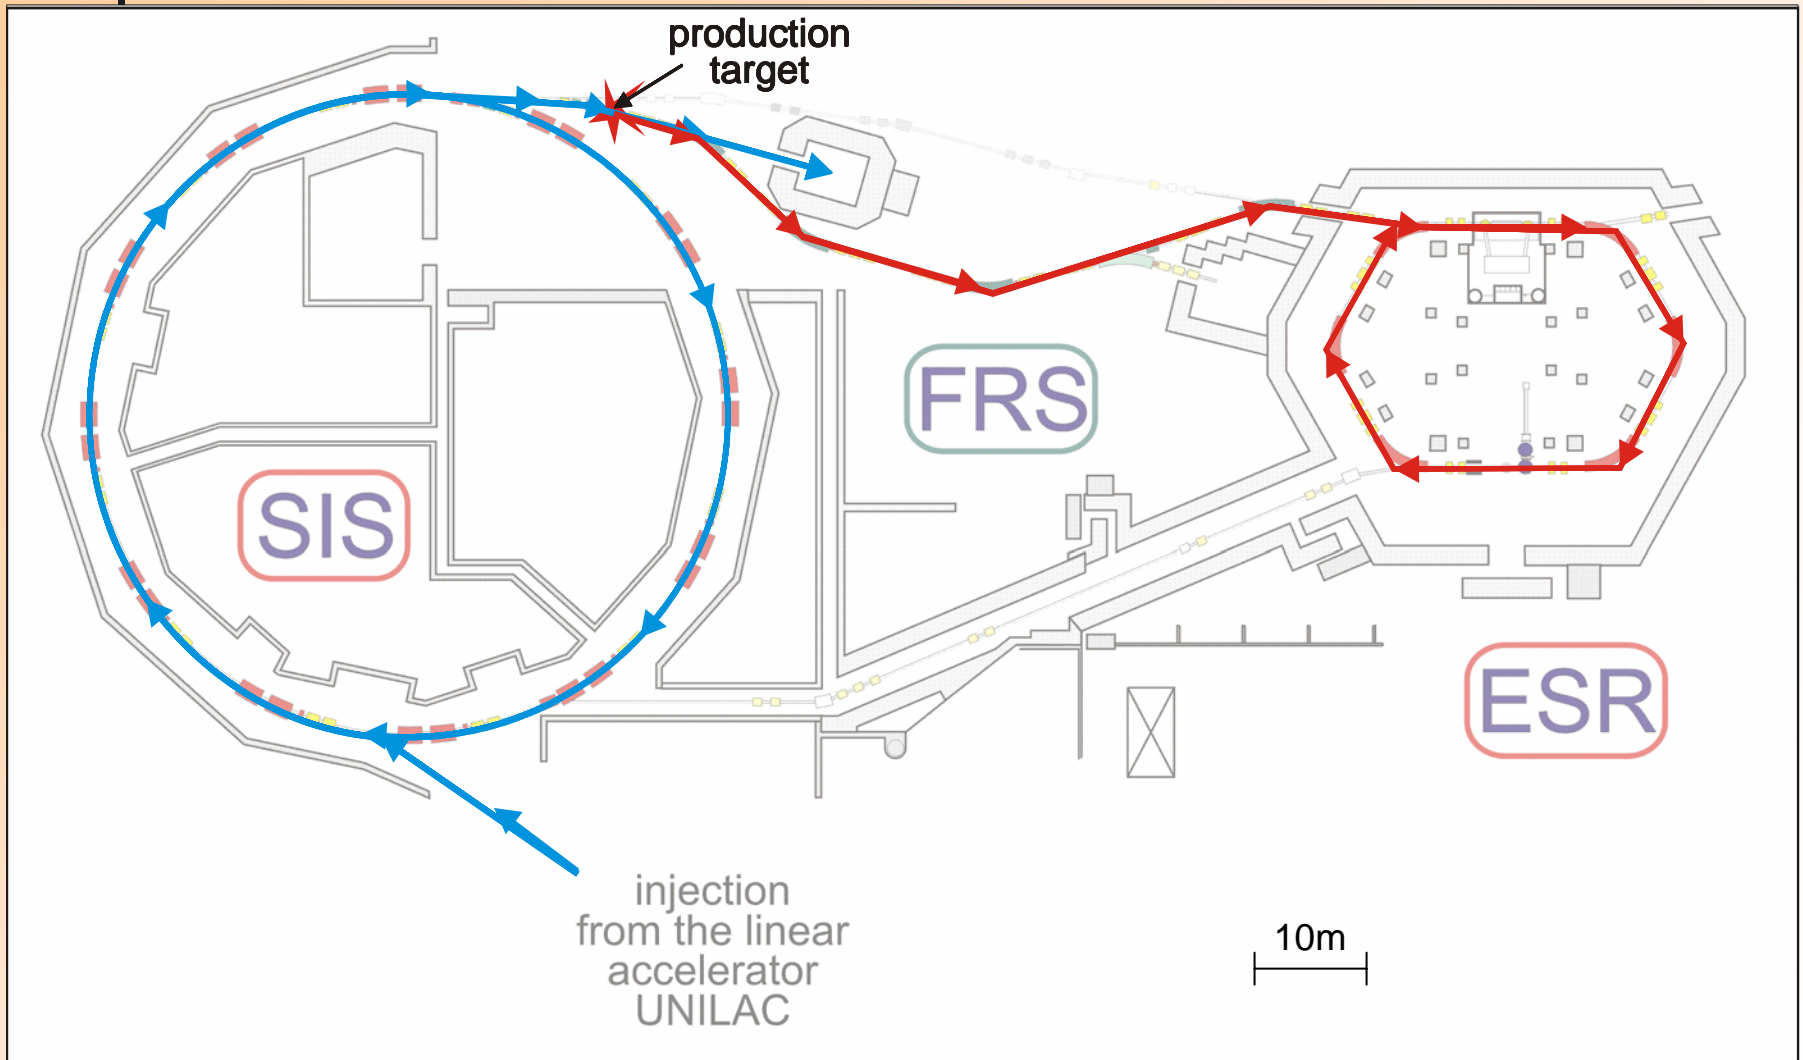 production
target
FRS
SIS
ESR
injection
from the linear
accelerator
UNILAC
10m